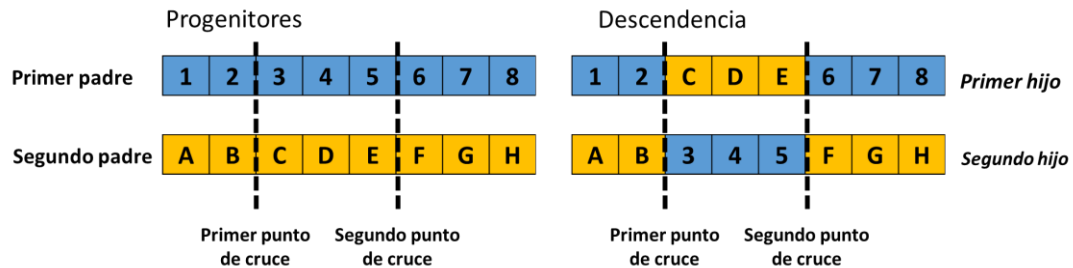 Progenitores Descendencia
Primer padre 1 2 3 4 5 6 7 8 1 2 C D E 6 7 8 Primer hijo
Segundo padre A B C D E F G H A B 3 4 5 F G H Segundo hijo
Primer punto Segundo punto Primer punto Segundo punto
de cruce de cruce de cruce de cruce